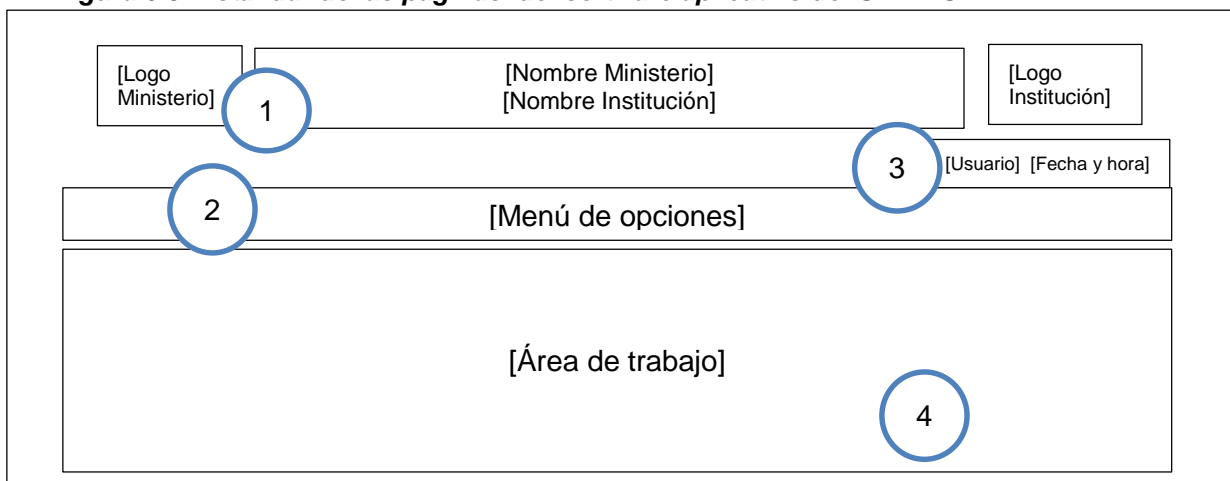 [Logo
Ministerio]
1
[Nombre Ministerio]
[Nombre Institución]
[Logo
Institución]
3
[Usuario] [Fecha y hora]
2
[Menú de opciones]
[Área de trabajo]
4